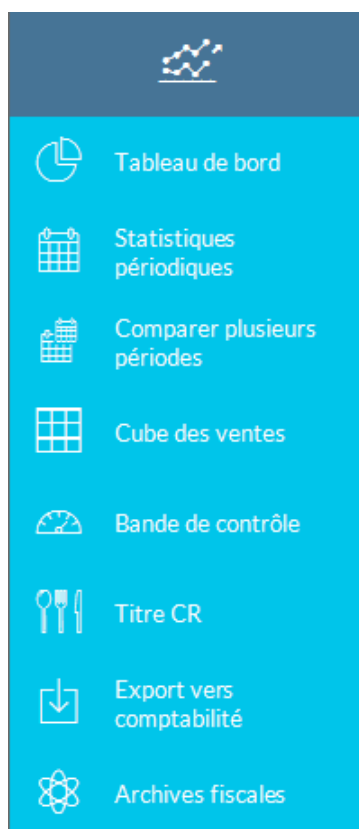 Tableau de bord
Statistiques
périodiques
Comparer plusieurs
périodes
Cube des ventes
Bande de contrôle
Titre CR
Export vers
comptabilité
Archives fiscales